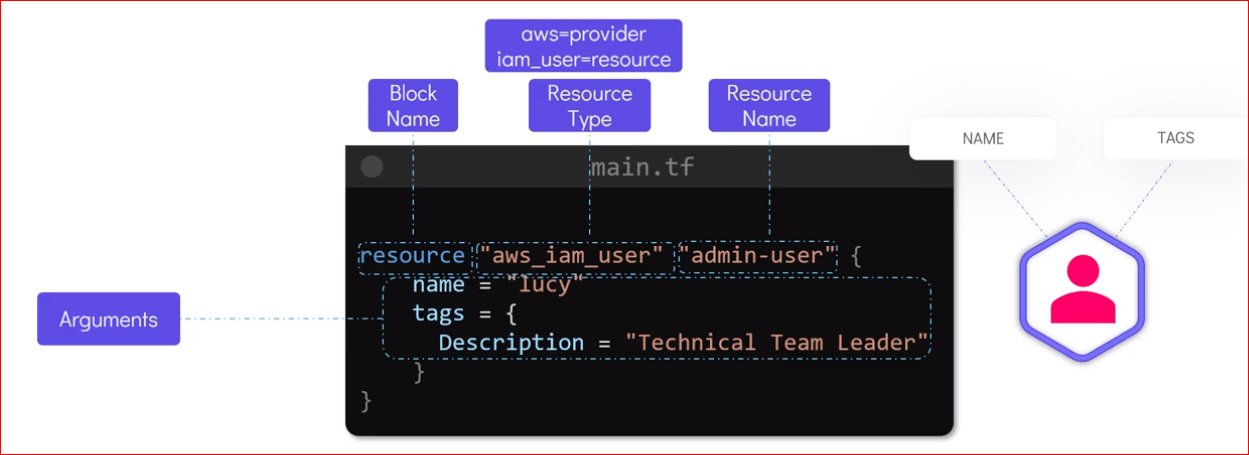 aws=provider
iam_user=resource
Block
Name
Resource
Type
Resource
Name
NAME
TAGS
main.tf
resource "aws_iam_user" "admin-user" {
name = "lucy"
tags = {
Description = "Technical Team Leader"
}
}
Arguments